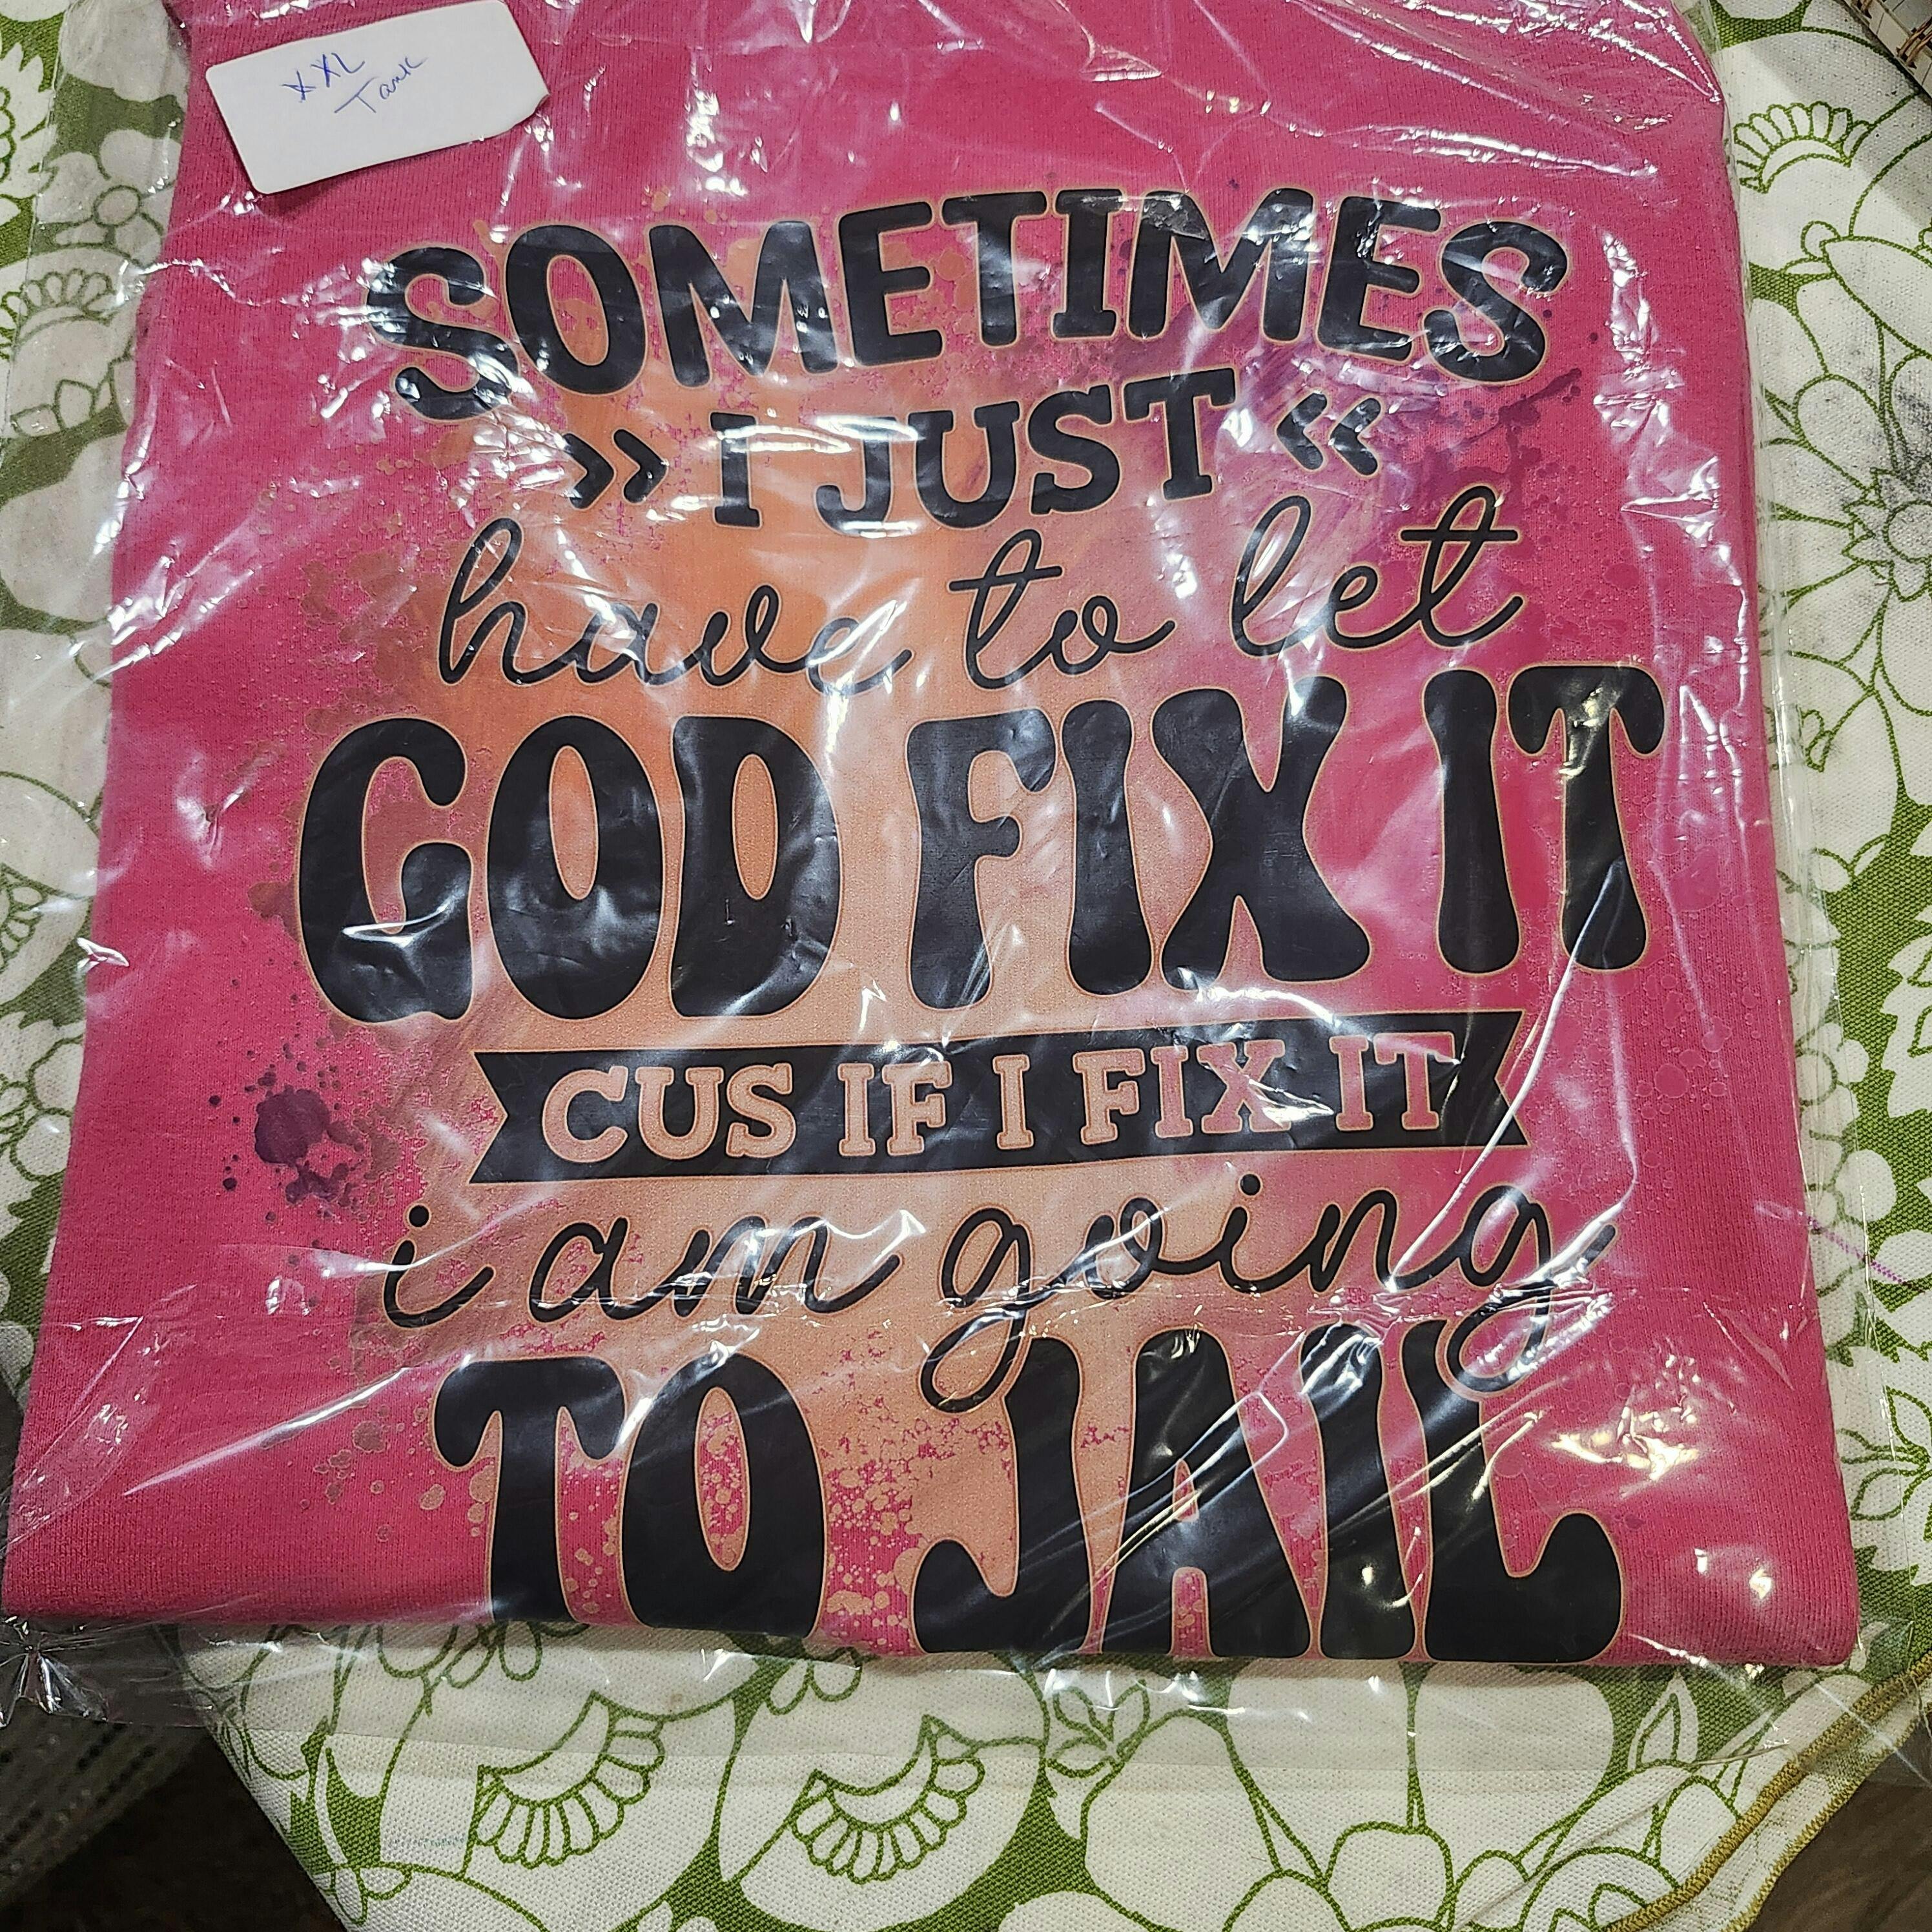 XXL
Tank
SOMETIMES
» I JUST «
have to let
GOD FIX IT
CUS IF I FIX IT
i am going
TO JAIL